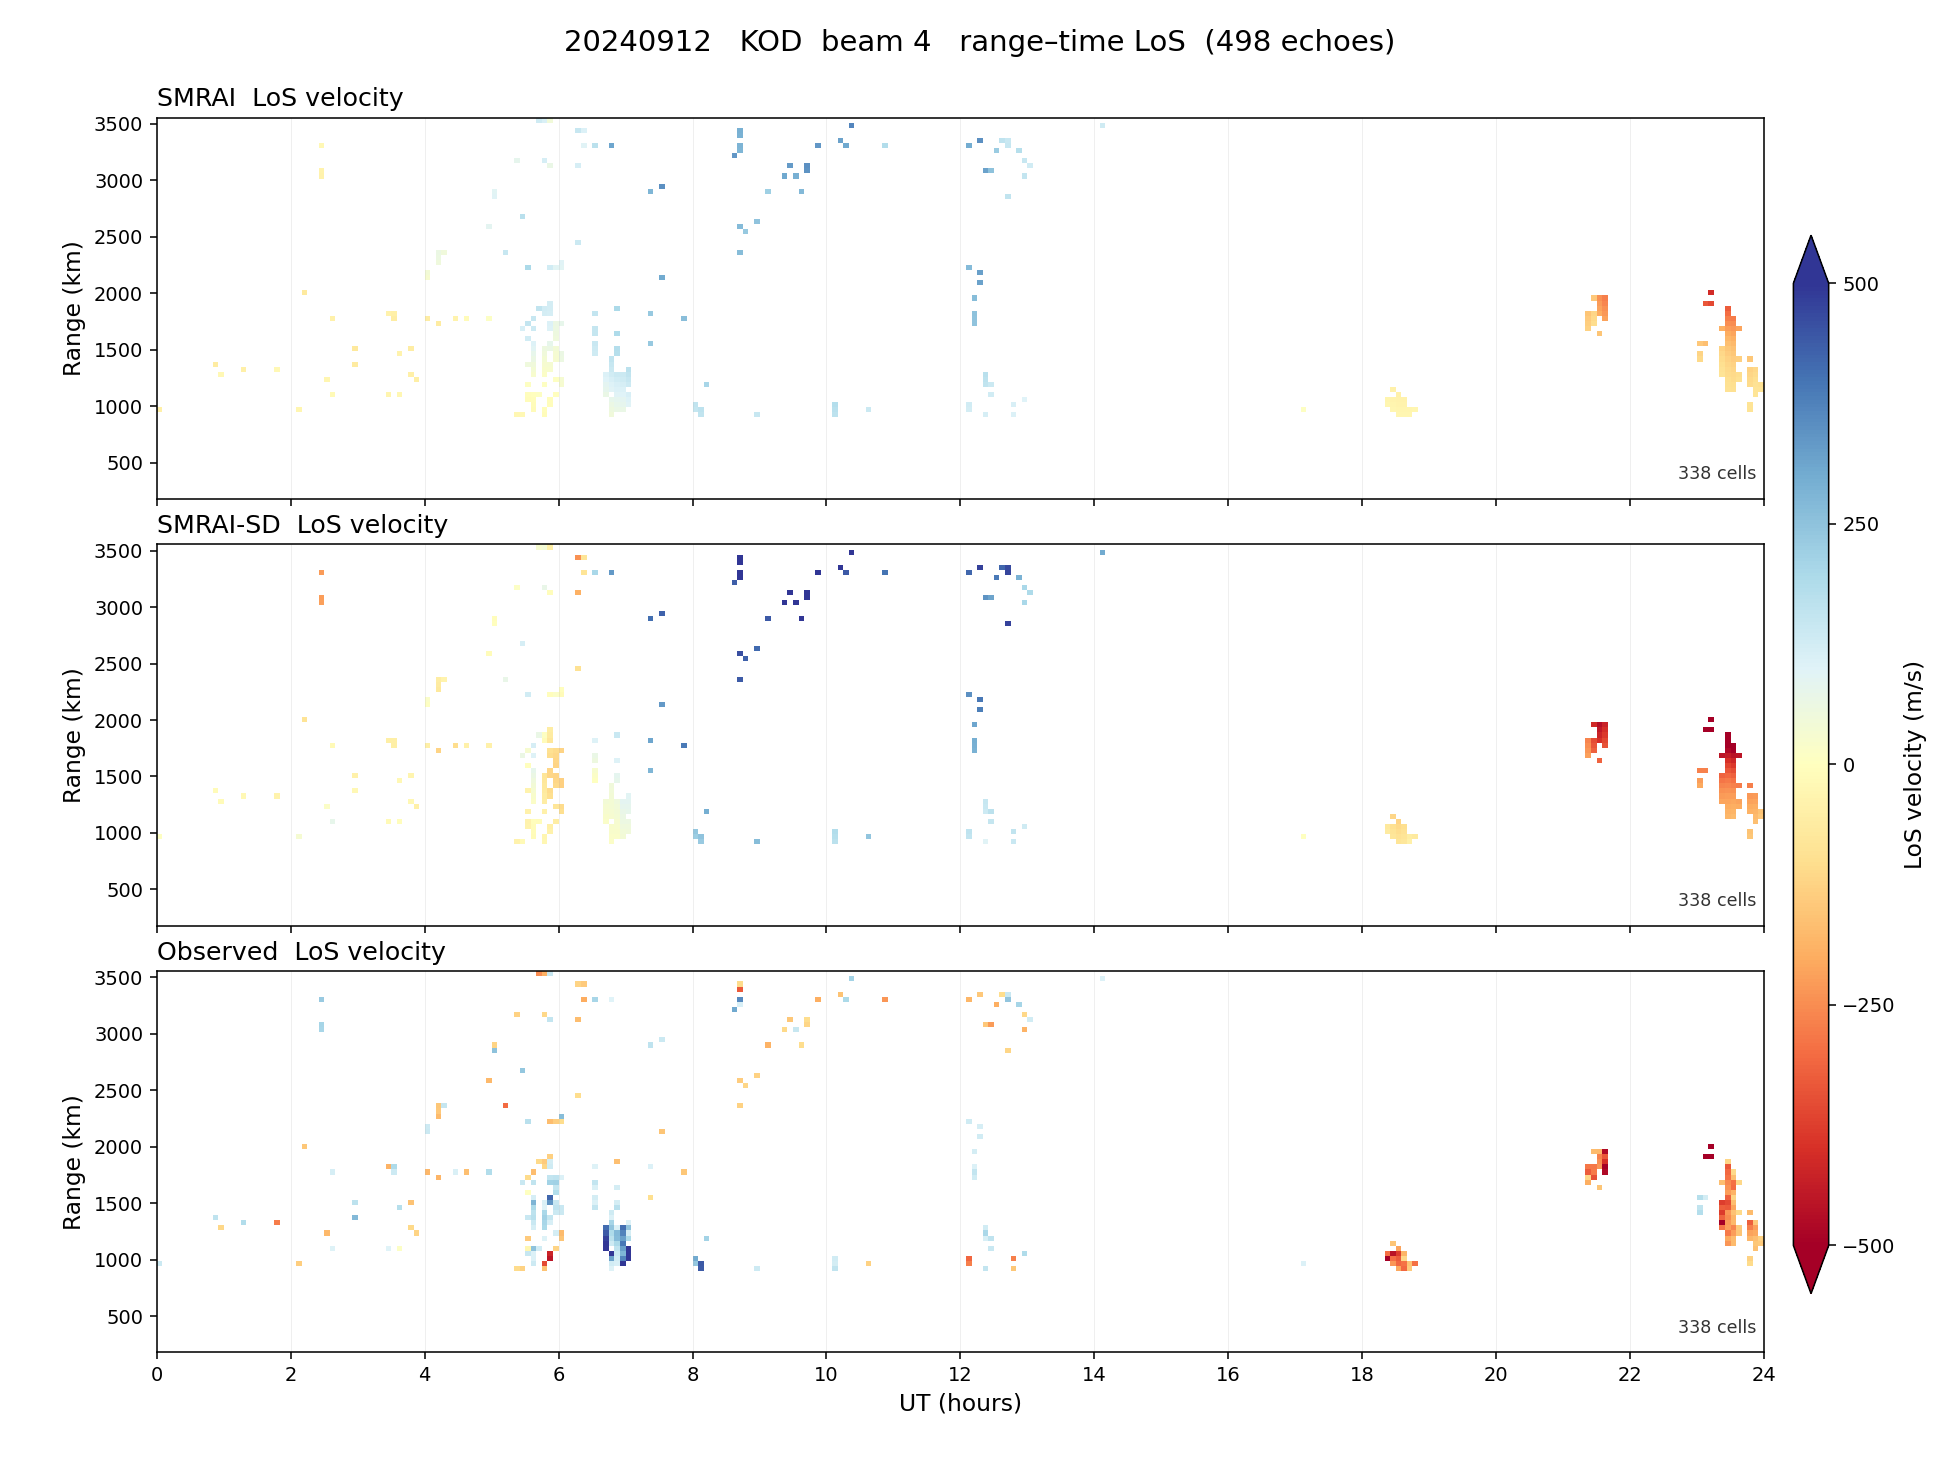 20240912   KOD  beam 4   range–time LoS  (498 echoes)
SMRAI  LoS velocity
3500
3000
2500
2000
1500
1000
500
Range (km)
338 cells
SMRAI-SD  LoS velocity
3500
3000
2500
2000
1500
1000
500
Range (km)
338 cells
Observed  LoS velocity
3500
3000
2500
2000
1500
1000
500
Range (km)
338 cells
0 2 4 6 8 10 12 14 16 18 20 22 24
UT (hours)
500
250
0
−250
−500
LoS velocity (m/s)